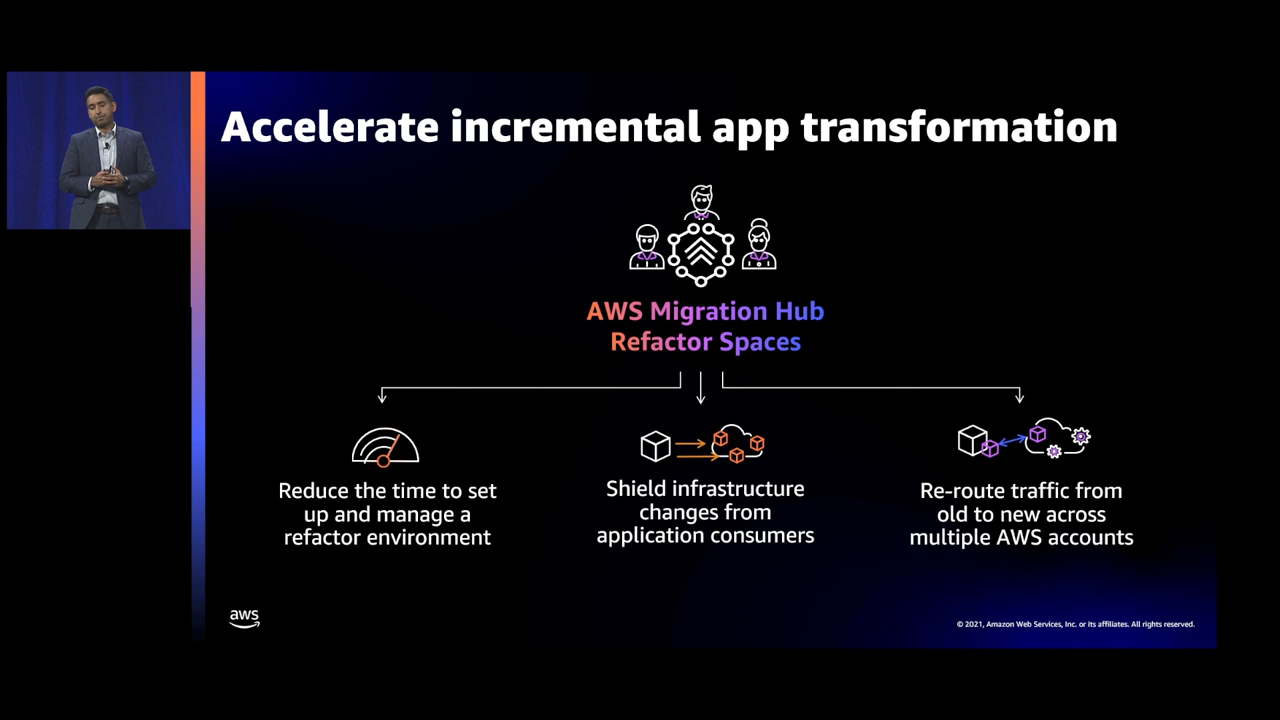 Accelerate incremental app transformation
AWS Migration Hub
Refactor Spaces
Reduce the time to set
up and manage a
refactor environment
Shield infrastructure
changes from
application consumers
Re-route traffic from
old to new across
multiple AWS accounts
aws
© 2021, Amazon Web Services, Inc. or its affiliates. All rights reserved.